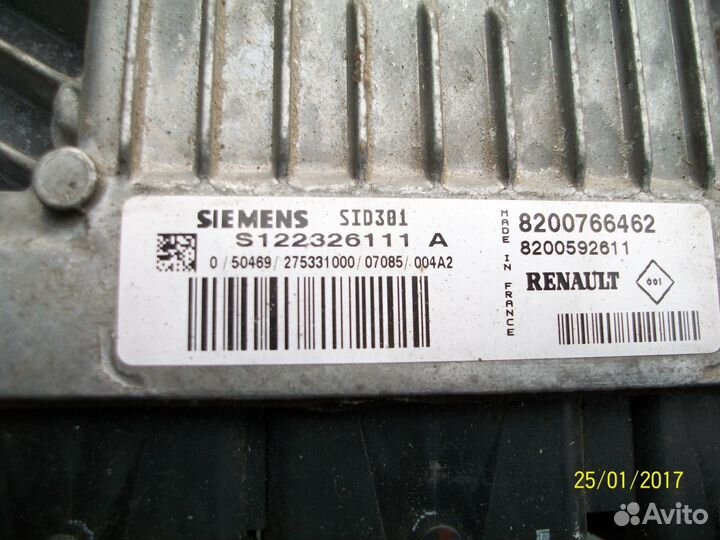 SIEMENS SID301
S122326111 A
0 / 50469 / 275331000 / 07085 / 004A2
MADE IN FRANCE
8200766462
8200592611
RENAULT 001
25/01/2017
Avito